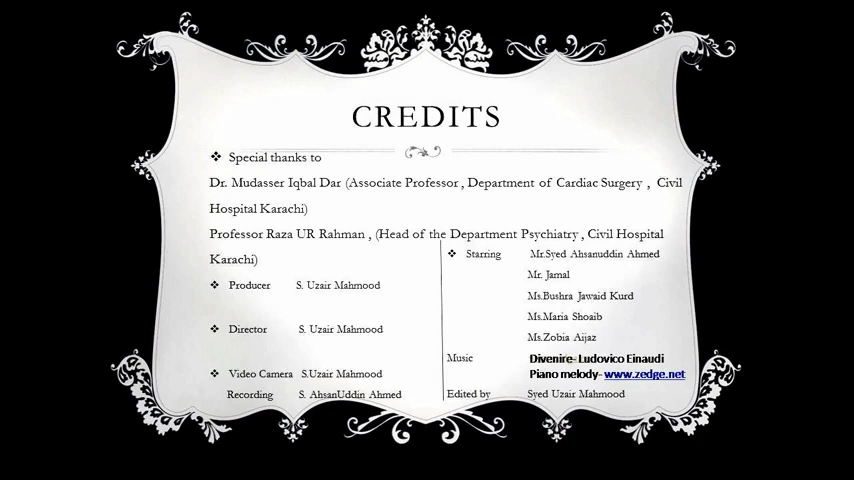 CREDITS
❖ Special thanks to
Dr. Mudasser Iqbal Dar (Associate Professor , Department of Cardiac Surgery , Civil
Hospital Karachi)
Professor Raza UR Rahman , (Head of the Department Psychiatry , Civil Hospital
Karachi)
❖ Producer S. Uzair Mahmood
❖ Director S. Uzair Mahmood
❖ Video Camera S.Uzair Mahmood
Recording S. AhsanUddin Ahmed
❖ Starring Mr.Syed Ahsanuddin Ahmed
Mr. Jamal
Ms.Bushra Jawaid Kurd
Ms.Maria Shoaib
Ms.Zobia Aijaz
Music Divenire- Ludovico Einaudi
Piano melody- www.zedge.net
Edited by Syed Uzair Mahmood